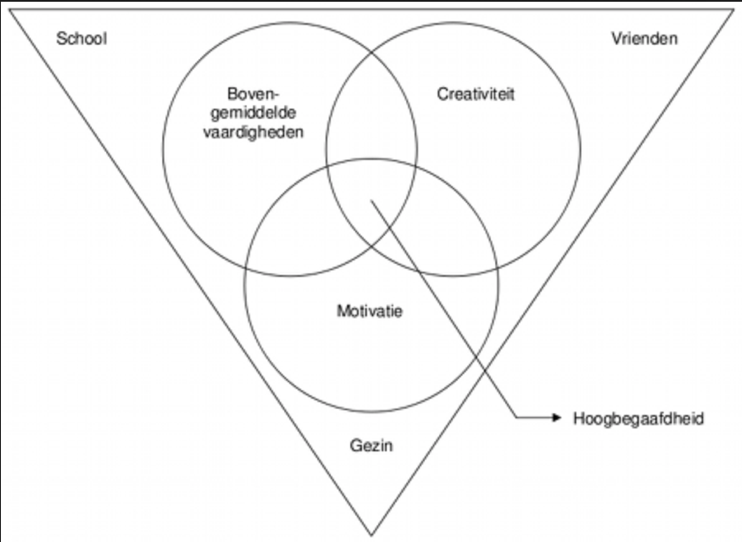 School
Vrienden
Boven-
gemiddelde
vaardigheden
Creativiteit
Motivatie
Hoogbegaafdheid
Gezin